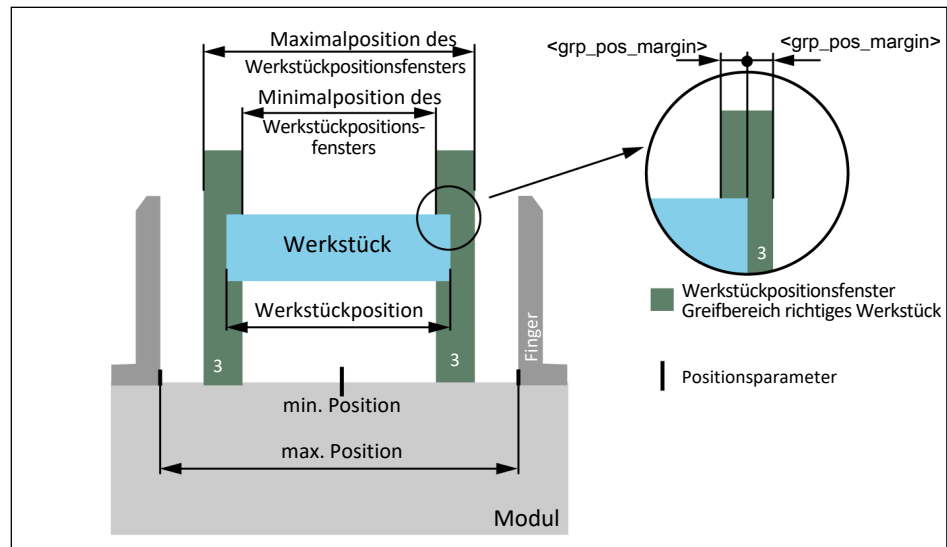 Maximalposition des
Werkstückpositionsfensters
Minimalposition des
Werkstückpositions-
fensters
<grp_pos_margin>
<grp_pos_margin>
Werkstück
Werkstückposition
3
3
3
Finger
Werkstückpositionsfenster
Greifbereich richtiges Werkstück
Positionsparameter
min. Position
max. Position
Modul